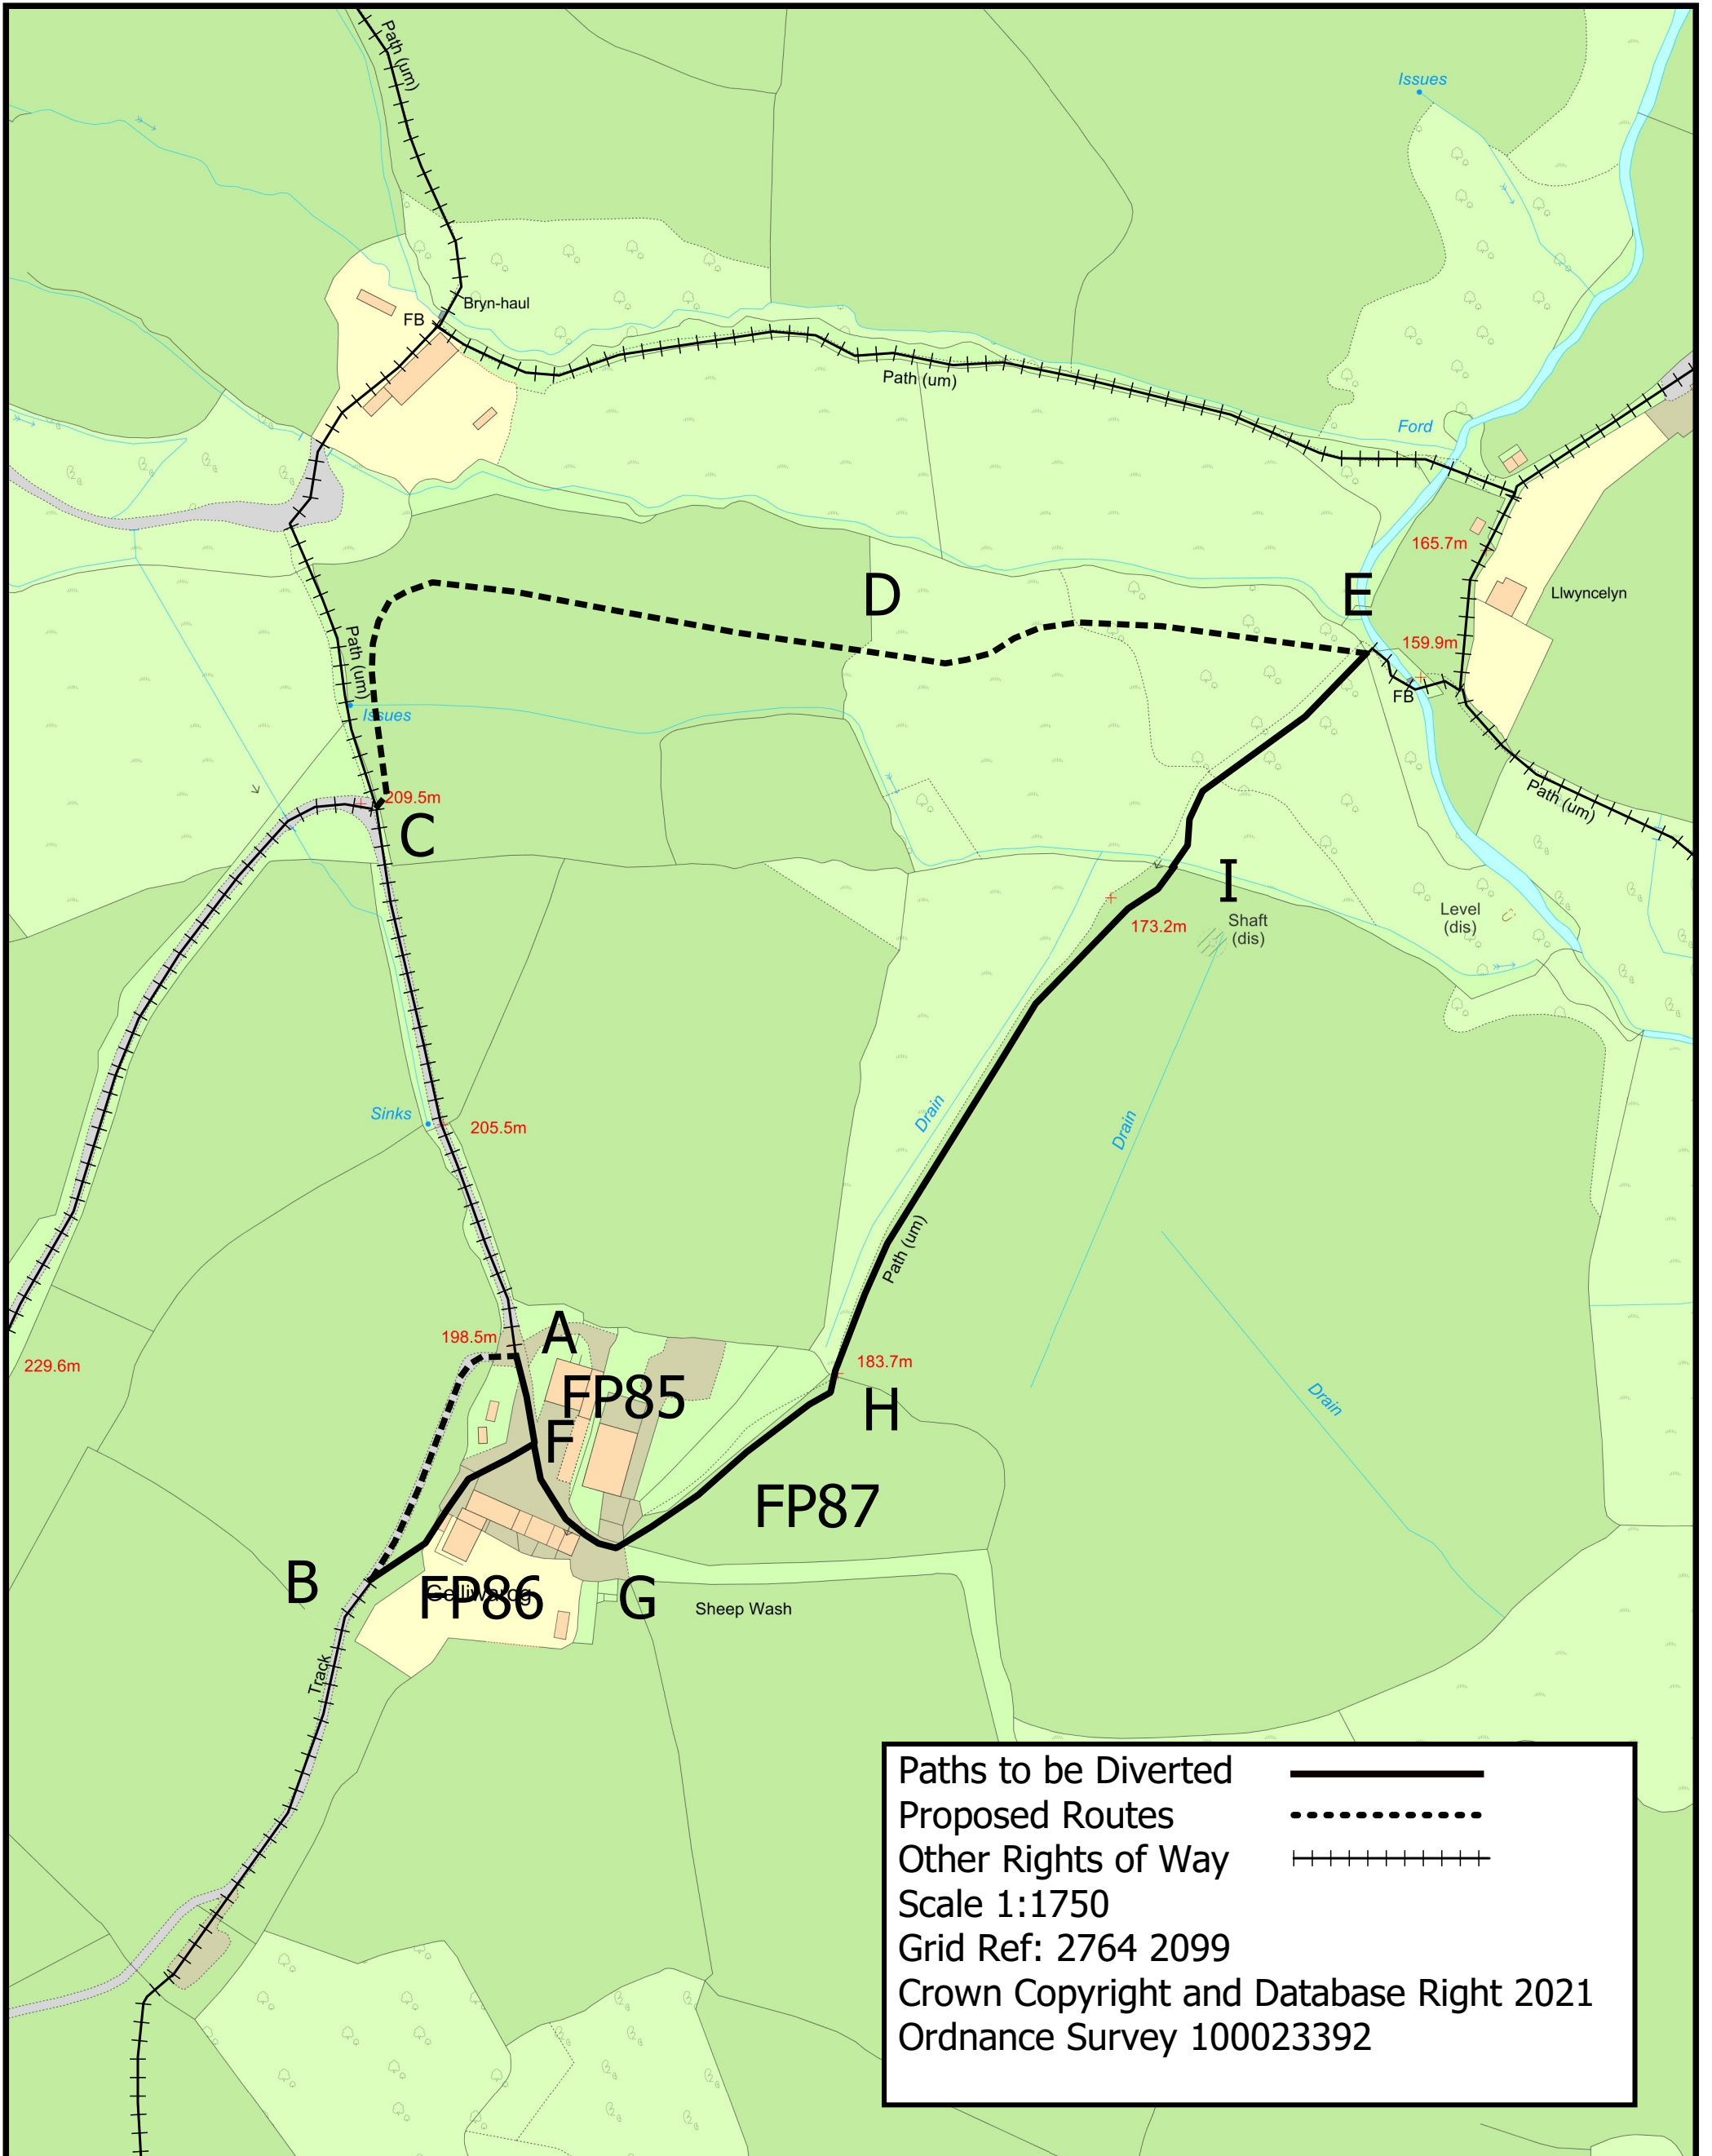 Path (um)
Issues
Bryn-haul
FB
Path (um)
Ford
165.7m
D
E
Llwyncelyn
Path (um)
159.9m
FB
Issues
209.5m
Path (um)
C
I
Shaft
(dis)
Level
(dis)
173.2m
Sinks
205.5m
Drain
Drain
Path (um)
198.5m
A
229.6m
183.7m
FP85
H
Drain
F
FP87
B
Gelliwarog
FP86
G
Sheep Wash
Track
Paths to be Diverted
Proposed Routes
Other Rights of Way
Scale 1:1750
Grid Ref: 2764 2099
Crown Copyright and Database Right 2021
Ordnance Survey 100023392